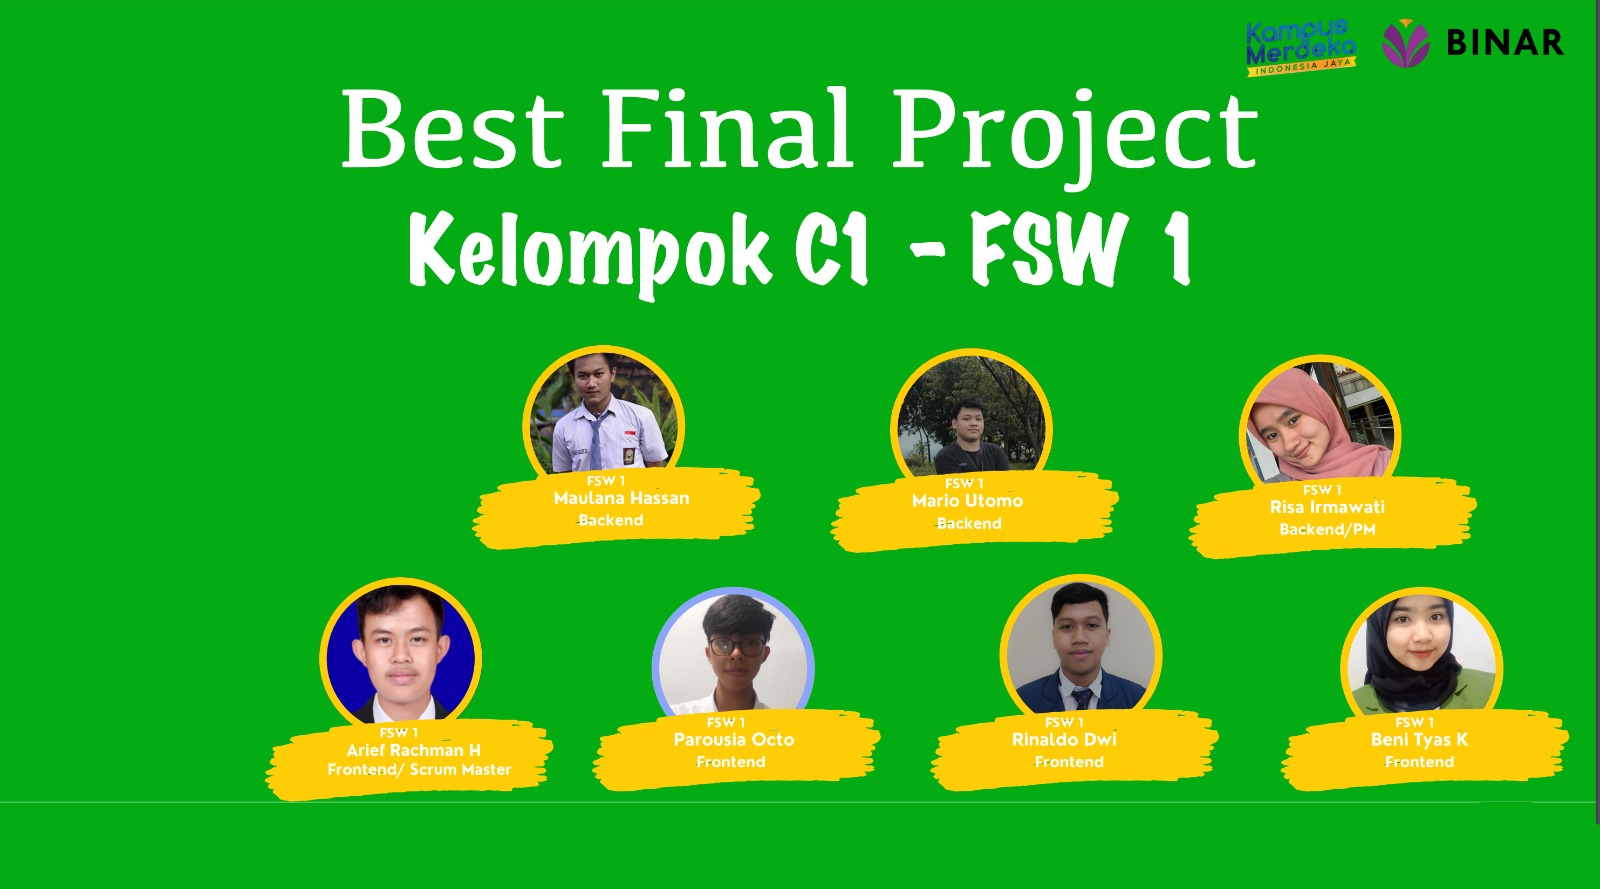 Kampus
Merdeka
INDONESIA JAYA
BINAR
Best Final Project
Kelompok C1 - FSW 1
FSW 1
Maulana Hassan
Backend
FSW 1
Mario Utomo
Backend
FSW 1
Risa Irmawati
Backend/PM
FSW 1
Arief Rachman H
Frontend/ Scrum Master
FSW 1
Parousia Octo
Frontend
FSW 1
Rinaldo Dwi
Frontend
FSW 1
Beni Tyas K
Frontend